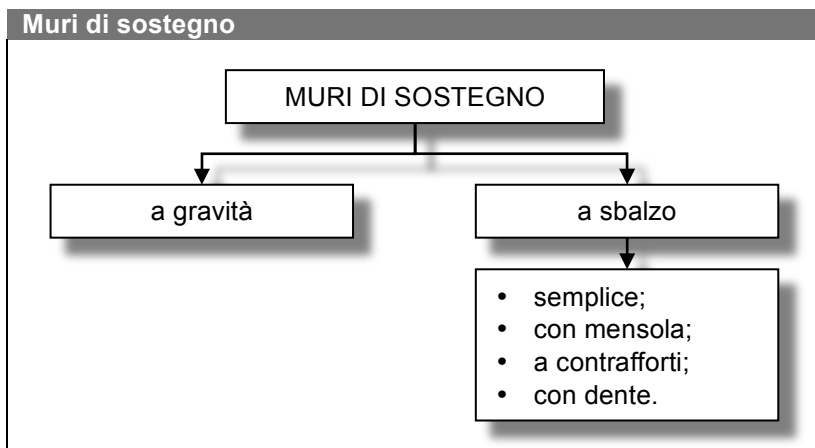 Muri di sostegno
MURI DI SOSTEGNO
a gravità
a sbalzo
• semplice;
• con mensola;
• a contrafforti;
• con dente.